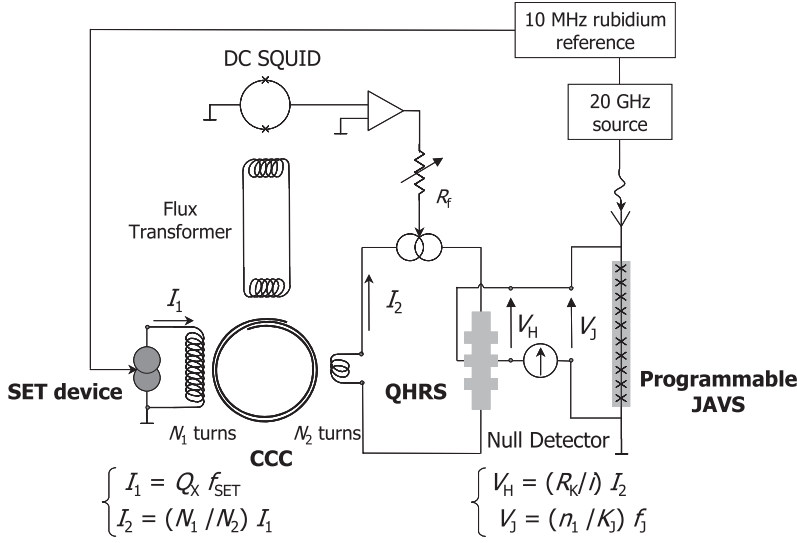 10 MHz rubidium
reference
DC SQUID
20 GHz
source
R_f
Flux
Transformer
I_1
I_2
V_H
V_J
SET device
QHRS
Programmable
JAVS
N_1 turns
N_2 turns
Null Detector
CCC
I_1 = Q_X f_SET
I_2 = (N_1 /N_2) I_1
V_H = (R_K/i) I_2
V_J = (n_1 /K_J) f_J